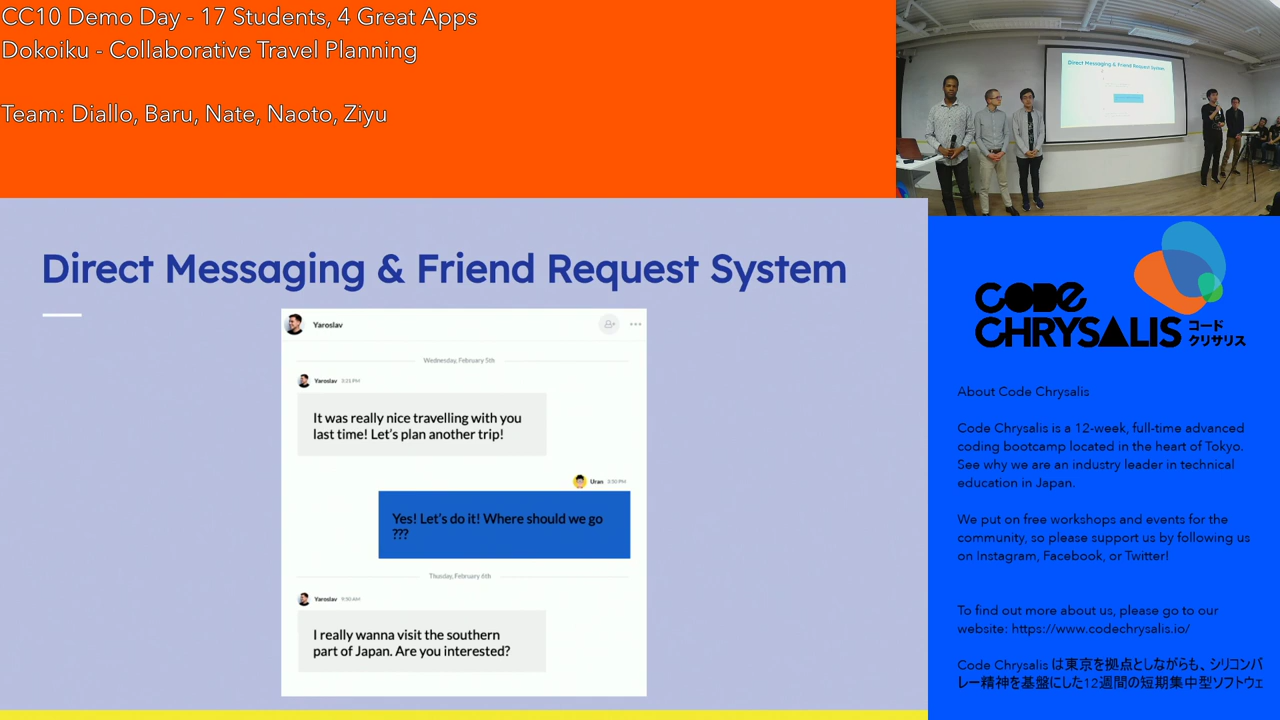 CC10 Demo Day - 17 Students, 4 Great Apps
Dokoiku - Collaborative Travel Planning
Team: Diallo, Baru, Nate, Naoto, Ziyu
Direct Messaging & Friend Request System
Direct Messaging & Friend Request System
Yaroslav
Wednesday, February 5th
Yaroslav 3:31 PM
It was really nice travelling with you
last time! Let's plan another trip!
Uran 3:50 PM
Yes! Let's do it! Where should we go
???
Thursday, February 6th
Yaroslav 9:30 AM
I really wanna visit the southern
part of Japan. Are you interested?
CODE
CHRYSALIS
コード
クリサリス
About Code Chrysalis
Code Chrysalis is a 12-week, full-time advanced
coding bootcamp located in the heart of Tokyo.
See why we are an industry leader in technical
education in Japan.
We put on free workshops and events for the
community, so please support us by following us
on Instagram, Facebook, or Twitter!
To find out more about us, please go to our
website: https://www.codechrysalis.io/
Code Chrysalis は東京を拠点としながらも、シリコンバ
レー精神を基盤にした12週間の短期集中型ソフトウェ